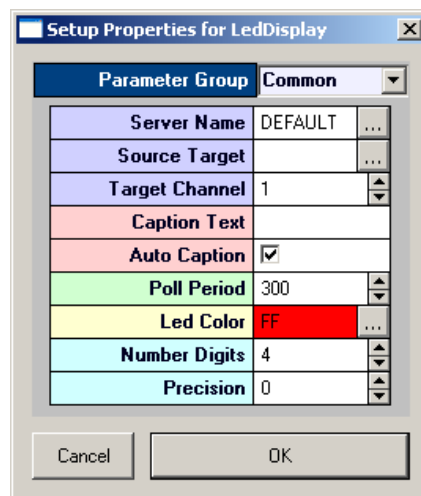 Setup Properties for LedDisplay
Parameter Group Common
Server Name DEFAULT ...
Source Target ...
Target Channel 1
Caption Text
Auto Caption
Poll Period 300
Led Color FF ...
Number Digits 4
Precision 0
Cancel OK